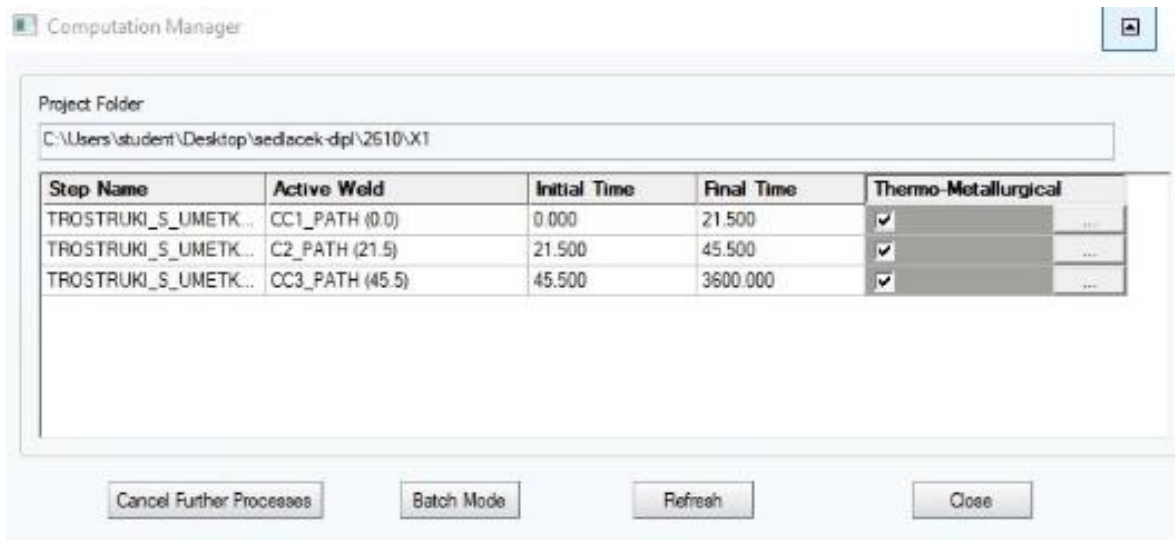 Computation Manager
Project Folder
C:\Users\student\Desktop\sedlacek-dipl\2610\X1
Step Name Active Weld Initial Time Final Time Thermo-Metallurgical
TROSTRUKI_S_UMETK... CC1_PATH (0.0) 0.000 21.500 ...
TROSTRUKI_S_UMETK... C2_PATH (21.5) 21.500 45.500 ...
TROSTRUKI_S_UMETK... CC3_PATH (45.5) 45.500 3600.000 ...
Cancel Further Processes Batch Mode Refresh Close